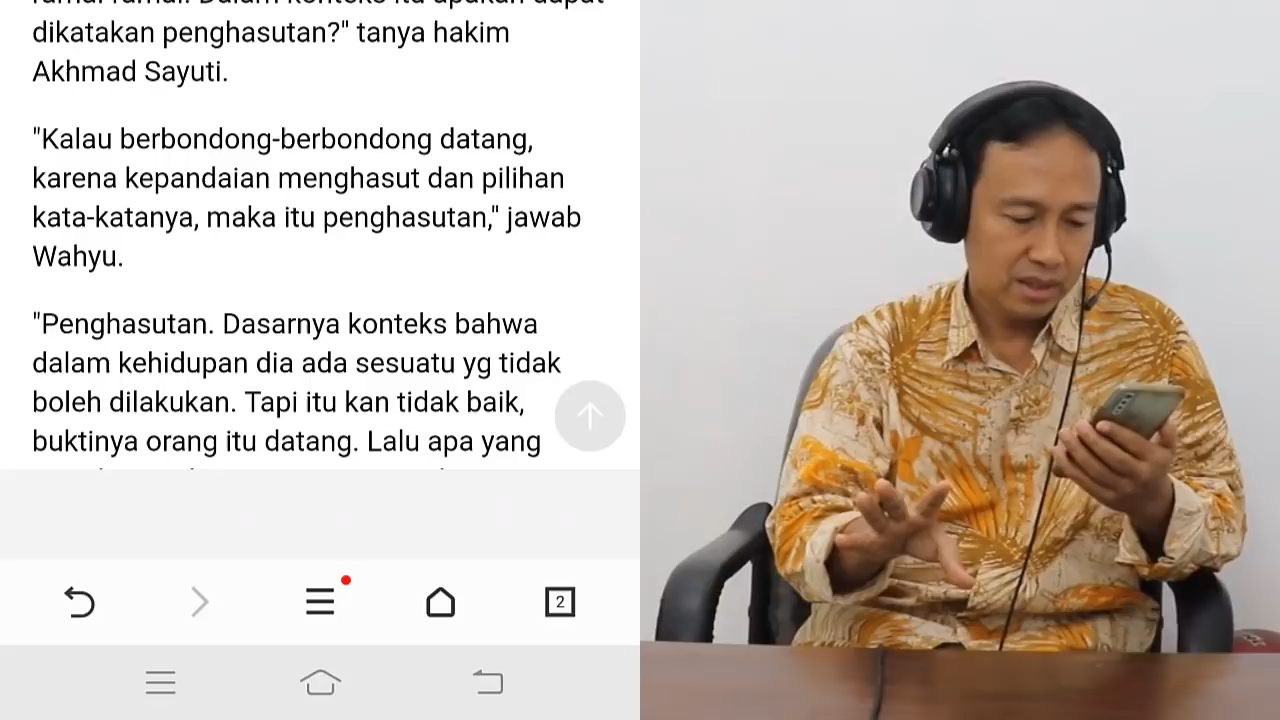 dikatakan penghasutan?" tanya hakim
Akhmad Sayuti.
"Kalau berbondong-berbondong datang,
karena kepandaian menghasut dan pilihan
kata-katanya, maka itu penghasutan," jawab
Wahyu.
"Penghasutan. Dasarnya konteks bahwa
dalam kehidupan dia ada sesuatu yg tidak
boleh dilakukan. Tapi itu kan tidak baik,
buktinya orang itu datang. Lalu apa yang
2